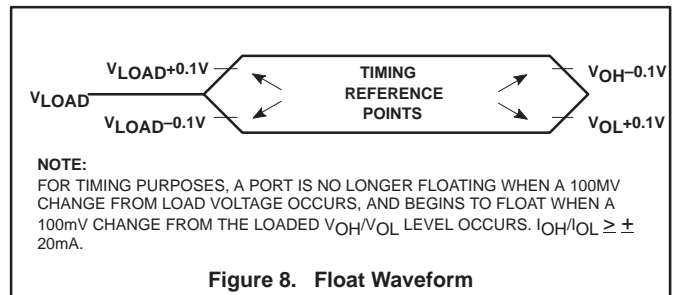 VLOAD+0.1V TIMING VOH–0.1V
VLOAD REFERENCE
VLOAD–0.1V POINTS VOL+0.1V
NOTE:
FOR TIMING PURPOSES, A PORT IS NO LONGER FLOATING WHEN A 100MV
CHANGE FROM LOAD VOLTAGE OCCURS, AND BEGINS TO FLOAT WHEN A
100mV CHANGE FROM THE LOADED VOH/VOL LEVEL OCCURS. IOH/IOL ≥ ±
20mA.
Figure 8. Float Waveform